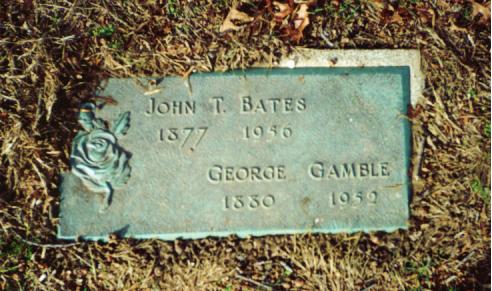 JOHN T. BATES
1877 1956
GEORGE GAMBLE
1880 1952